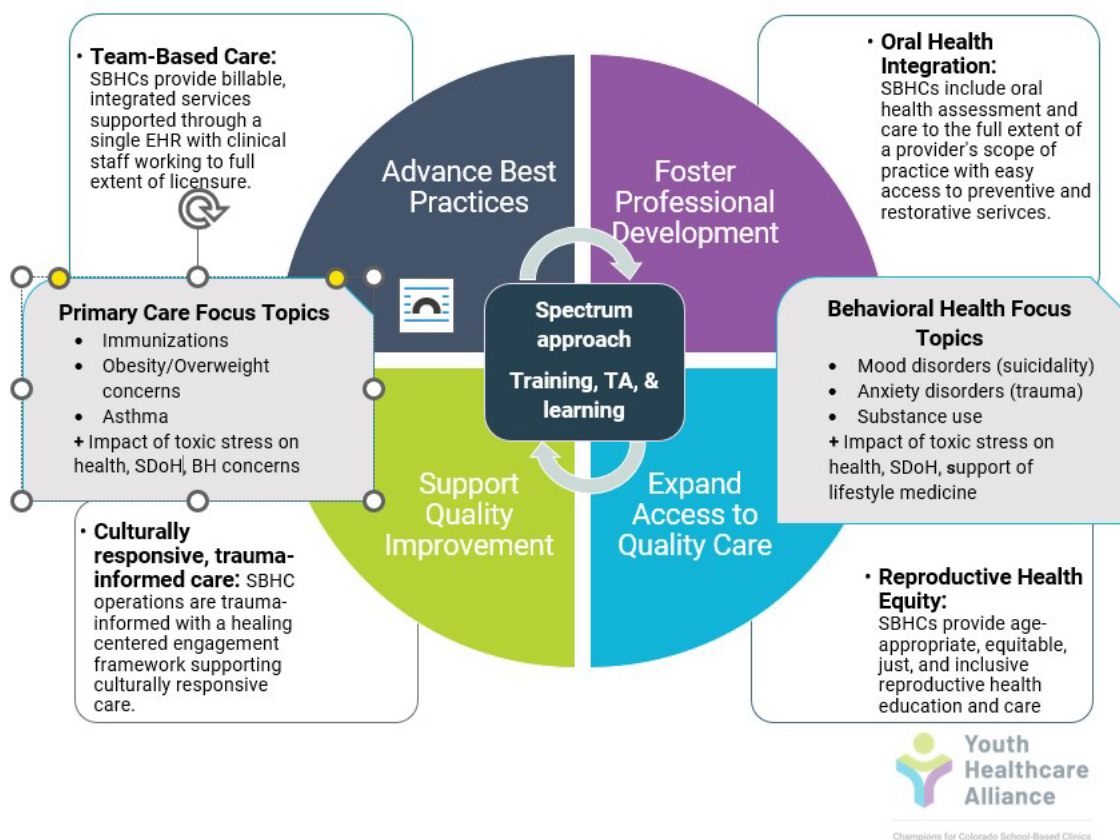 • Team-Based Care:
SBHCs provide billable,
integrated services
supported through a
single EHR with clinical
staff working to full
extent of licensure.
• Oral Health
Integration:
SBHCs include oral
health assessment and
care to the full extent of
a provider's scope of
practice with easy
access to preventive and
restorative serivces.
Advance Best
Practices
Foster
Professional
Development
Primary Care Focus Topics
• Immunizations
• Obesity/Overweight
concerns
• Asthma
+ Impact of toxic stress on
health, SDoH, BH concerns
Spectrum
approach
Training, TA, &
learning
Behavioral Health Focus
Topics
• Mood disorders (suicidality)
• Anxiety disorders (trauma)
• Substance use
+ Impact of toxic stress on
health, SDoH, support of
lifestyle medicine
Support
Quality
Improvement
Expand
Access to
Quality Care
• Culturally
responsive, trauma-
informed care: SBHC
operations are trauma-
informed with a healing
centered engagement
framework supporting
culturally responsive
care.
• Reproductive Health
Equity:
SBHCs provide age-
appropriate, equitable,
just, and inclusive
reproductive health
education and care
Youth
Healthcare
Alliance
Champions for Colorado School-Based Clinics